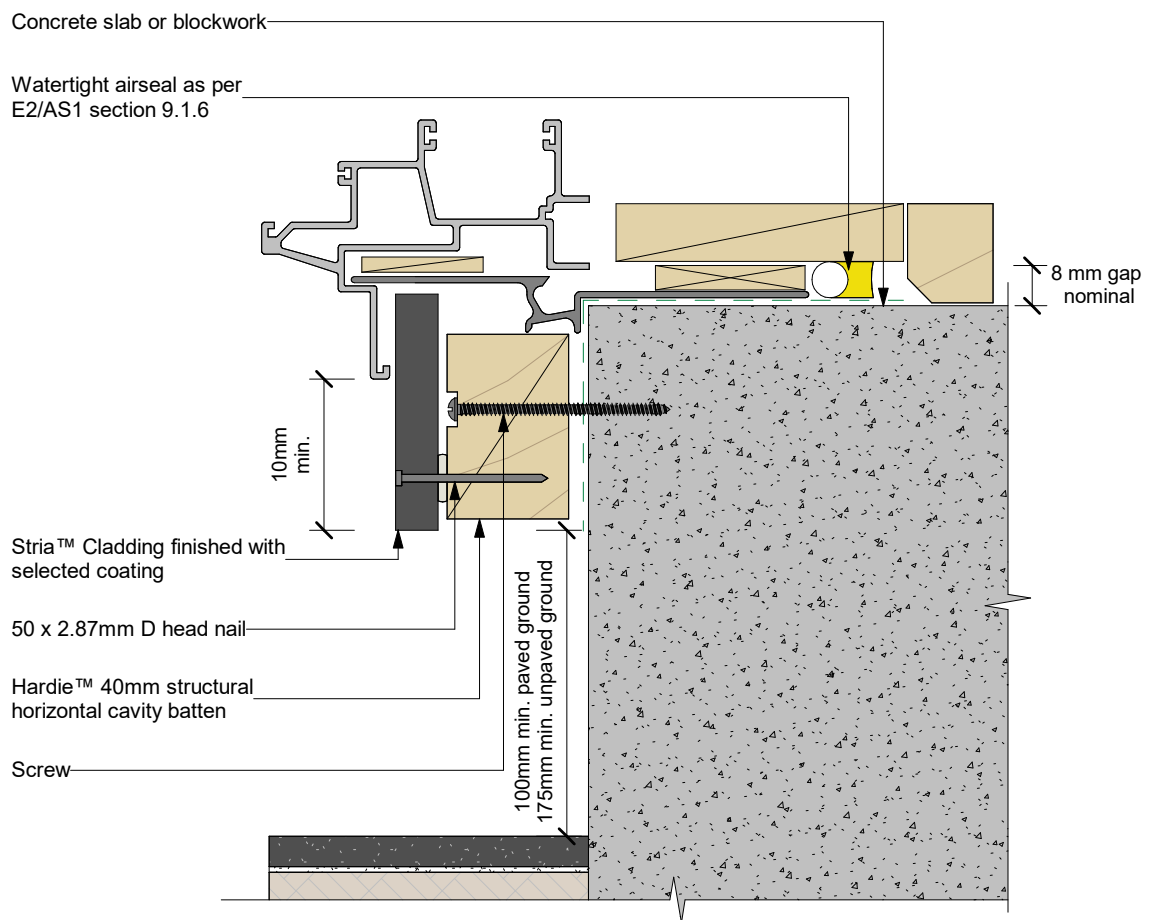 Concrete slab or blockwork
Watertight airseal as per
E2/AS1 section 9.1.6
8 mm gap
nominal
10mm
min.
Stria™ Cladding finished with
selected coating
50 x 2.87mm D head nail
Hardie™ 40mm structural
horizontal cavity batten
Screw
100mm min. paved ground
175mm min. unpaved ground